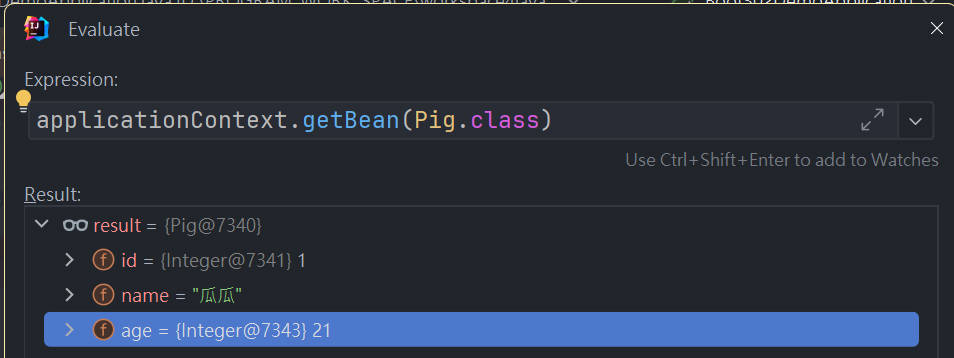 Evaluate
Expression:
applicationContext.getBean(Pig.class)
Use Ctrl+Shift+Enter to add to Watches
Result:
result = {Pig@7340}
id = {Integer@7341} 1
name = "瓜瓜"
age = {Integer@7343} 21